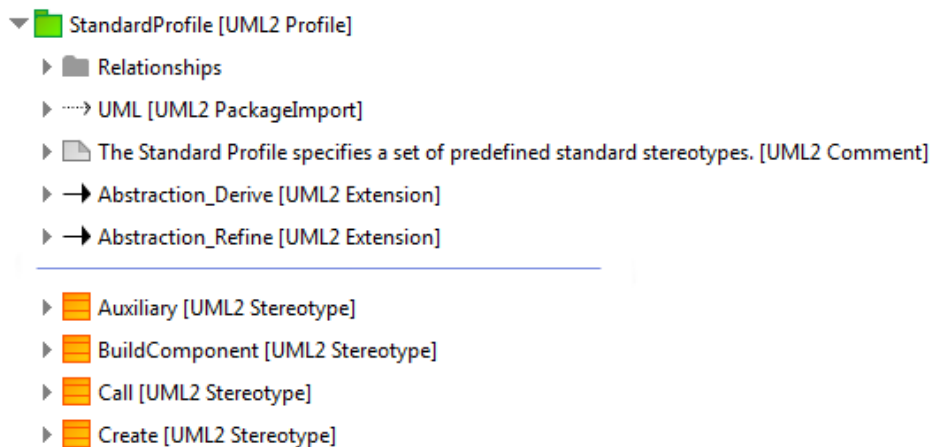 StandardProfile [UML2 Profile]
Relationships
UML [UML2 PackageImport]
The Standard Profile specifies a set of predefined standard stereotypes. [UML2 Comment]
Abstraction_Derive [UML2 Extension]
Abstraction_Refine [UML2 Extension]
Auxiliary [UML2 Stereotype]
BuildComponent [UML2 Stereotype]
Call [UML2 Stereotype]
Create [UML2 Stereotype]